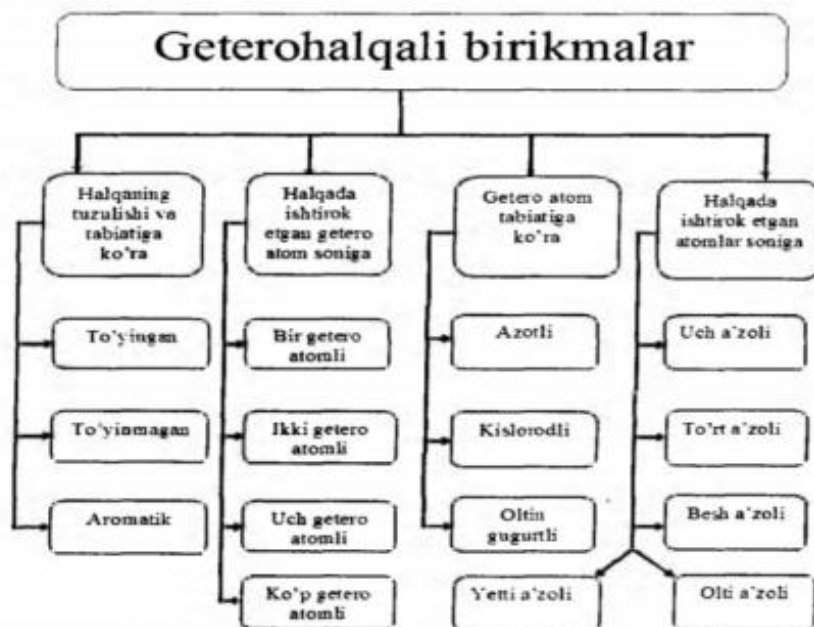 Geterohalqali birikmalar
Halqaning
tuzulishi va
tabiatiga
ko'ra
To'yingan
To'yinmagan
Aromatik
Halqada
ishtirok
etgan getero
atom soniga
Bir getero
atomli
Ikki getero
atomli
Uch getero
atomli
Ko'p getero
atomli
Getero atom
tabiatiga
ko'ra
Azotli
Kislorodli
Oltin
gugurtli
Halqada
ishtirok etgan
atomlar soniga
Uch a'zoli
To'rt a'zoli
Besh a'zoli
Yetti a'zoli
Olti a'zoli